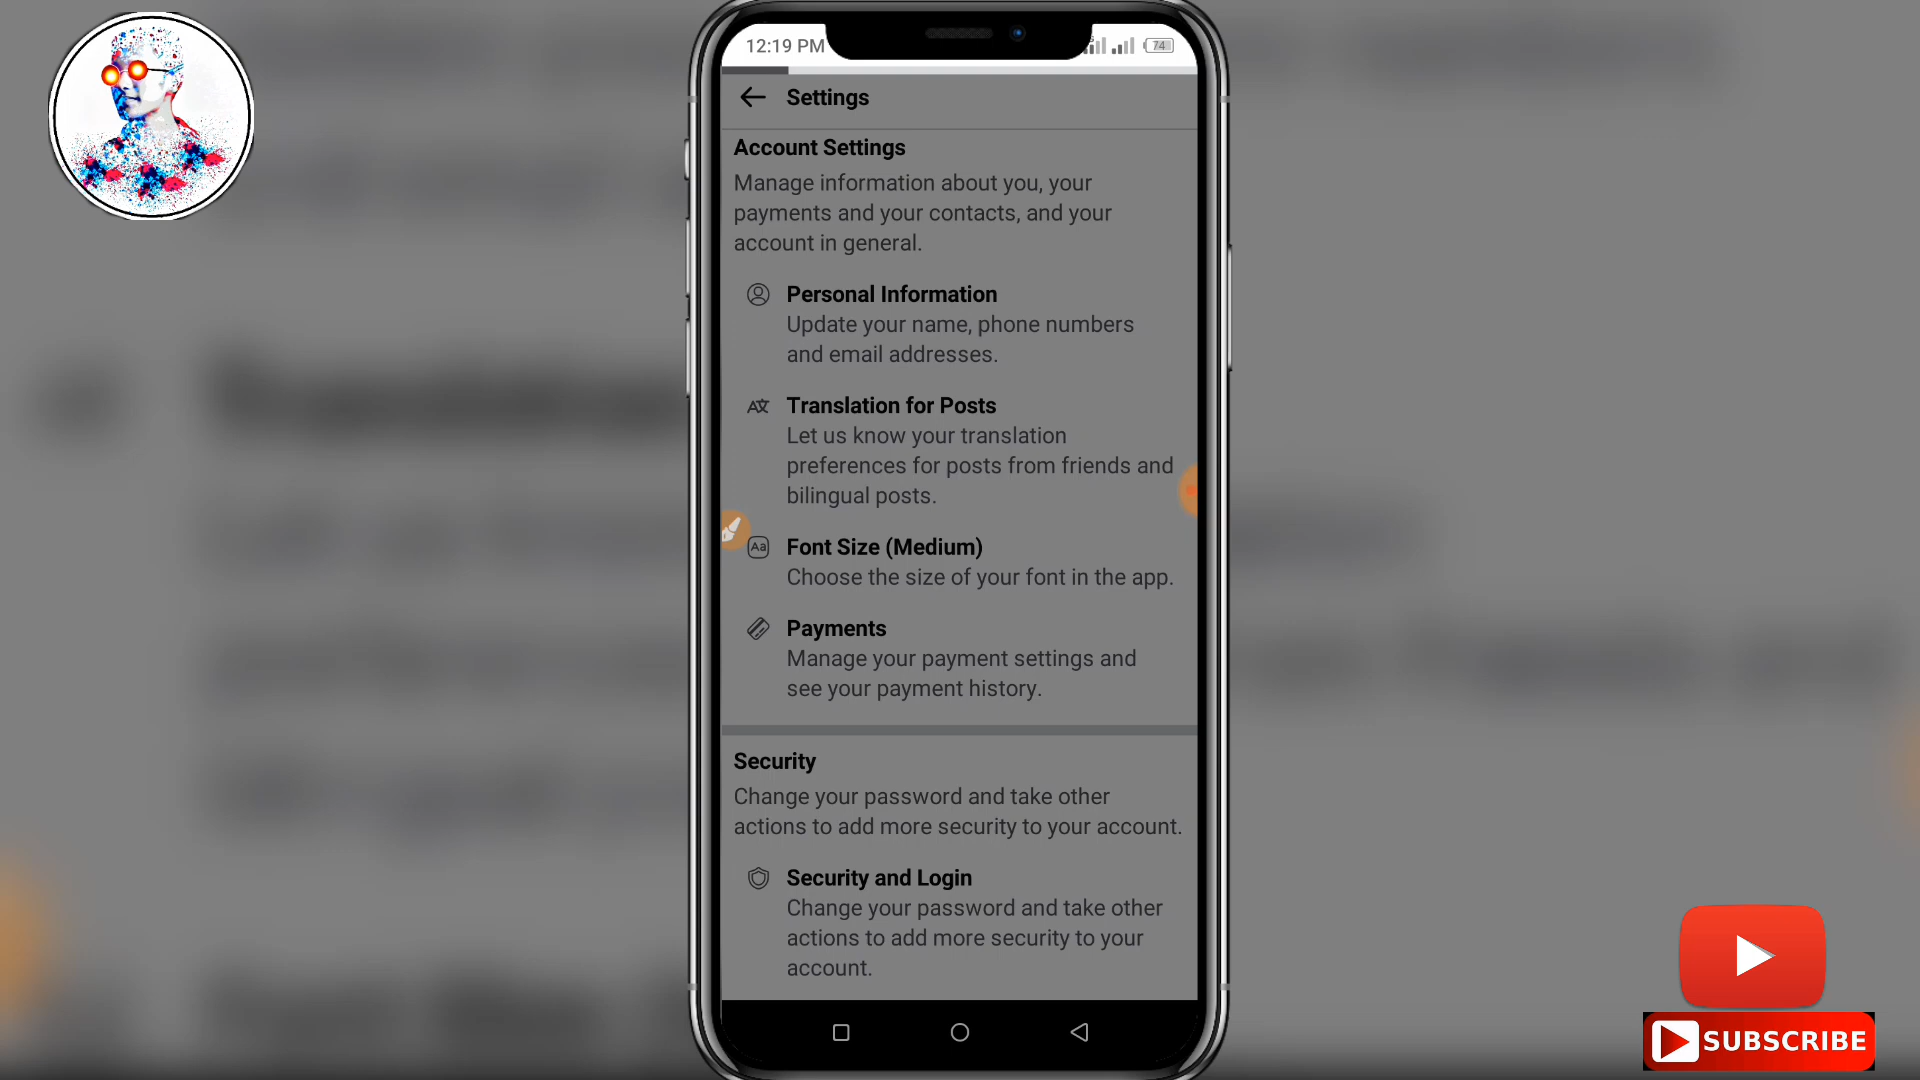 12:19 PM
74
Settings
Account Settings
Manage information about you, your
payments and your contacts, and your
account in general.
Personal Information
Update your name, phone numbers
and email addresses.
Translation for Posts
Let us know your translation
preferences for posts from friends and
bilingual posts.
Aa
Font Size (Medium)
Choose the size of your font in the app.
Payments
Manage your payment settings and
see your payment history.
Security
Change your password and take other
actions to add more security to your account.
Security and Login
Change your password and take other
actions to add more security to your
account.
SUBSCRIBE